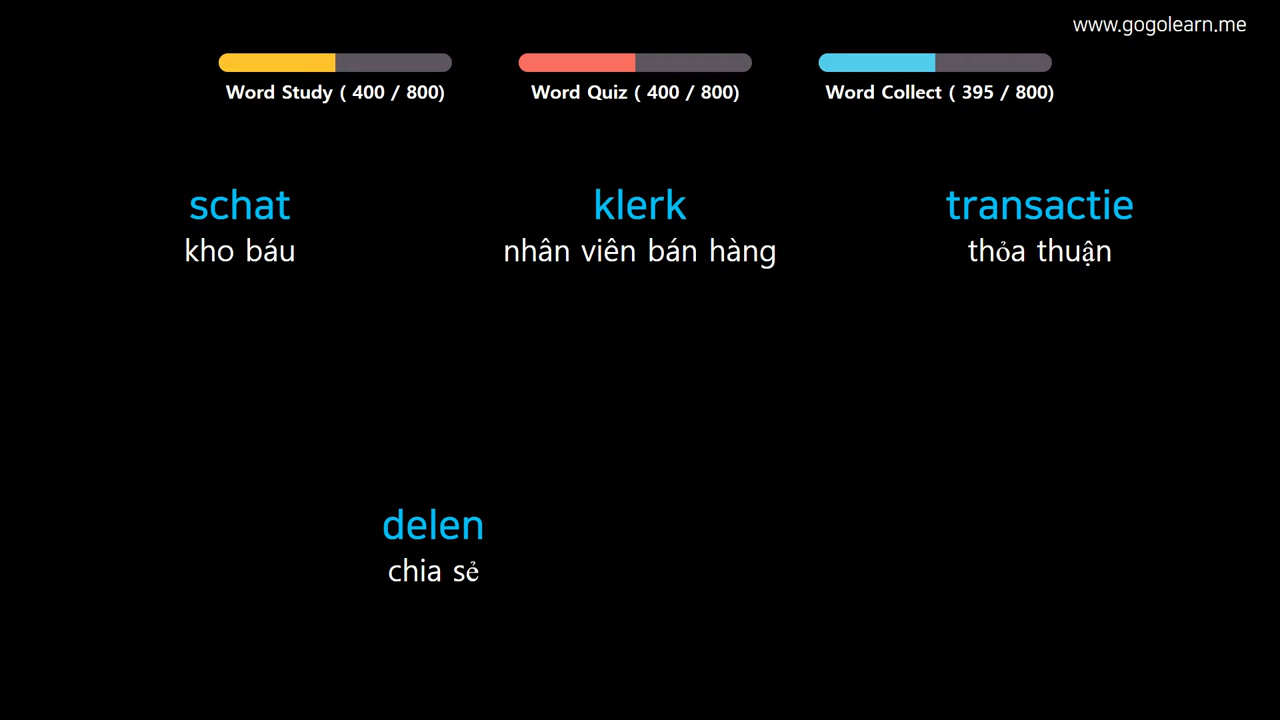 www.gogolearn.me
Word Study ( 400 / 800)
Word Quiz ( 400 / 800)
Word Collect ( 395 / 800)
schat
kho báu
klerk
nhân viên bán hàng
transactie
thỏa thuận
delen
chia sẻ